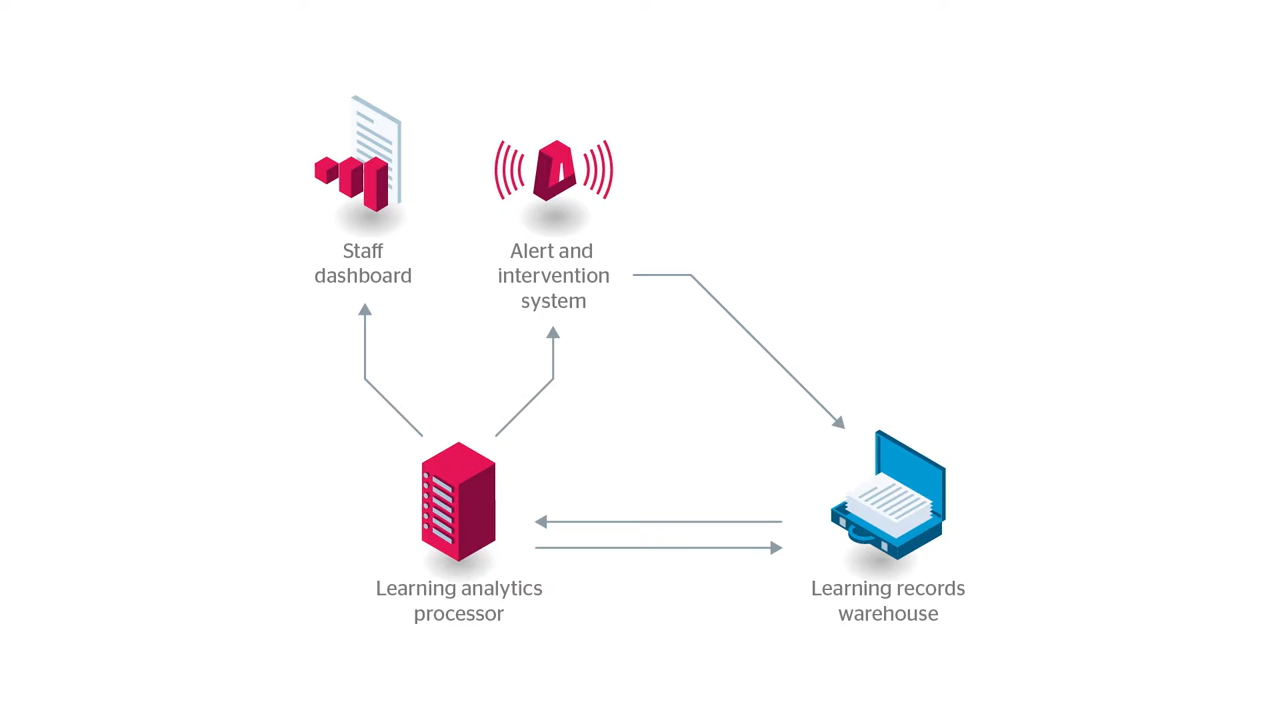 Staff
dashboard
Alert and
intervention
system
Learning analytics
processor
Learning records
warehouse